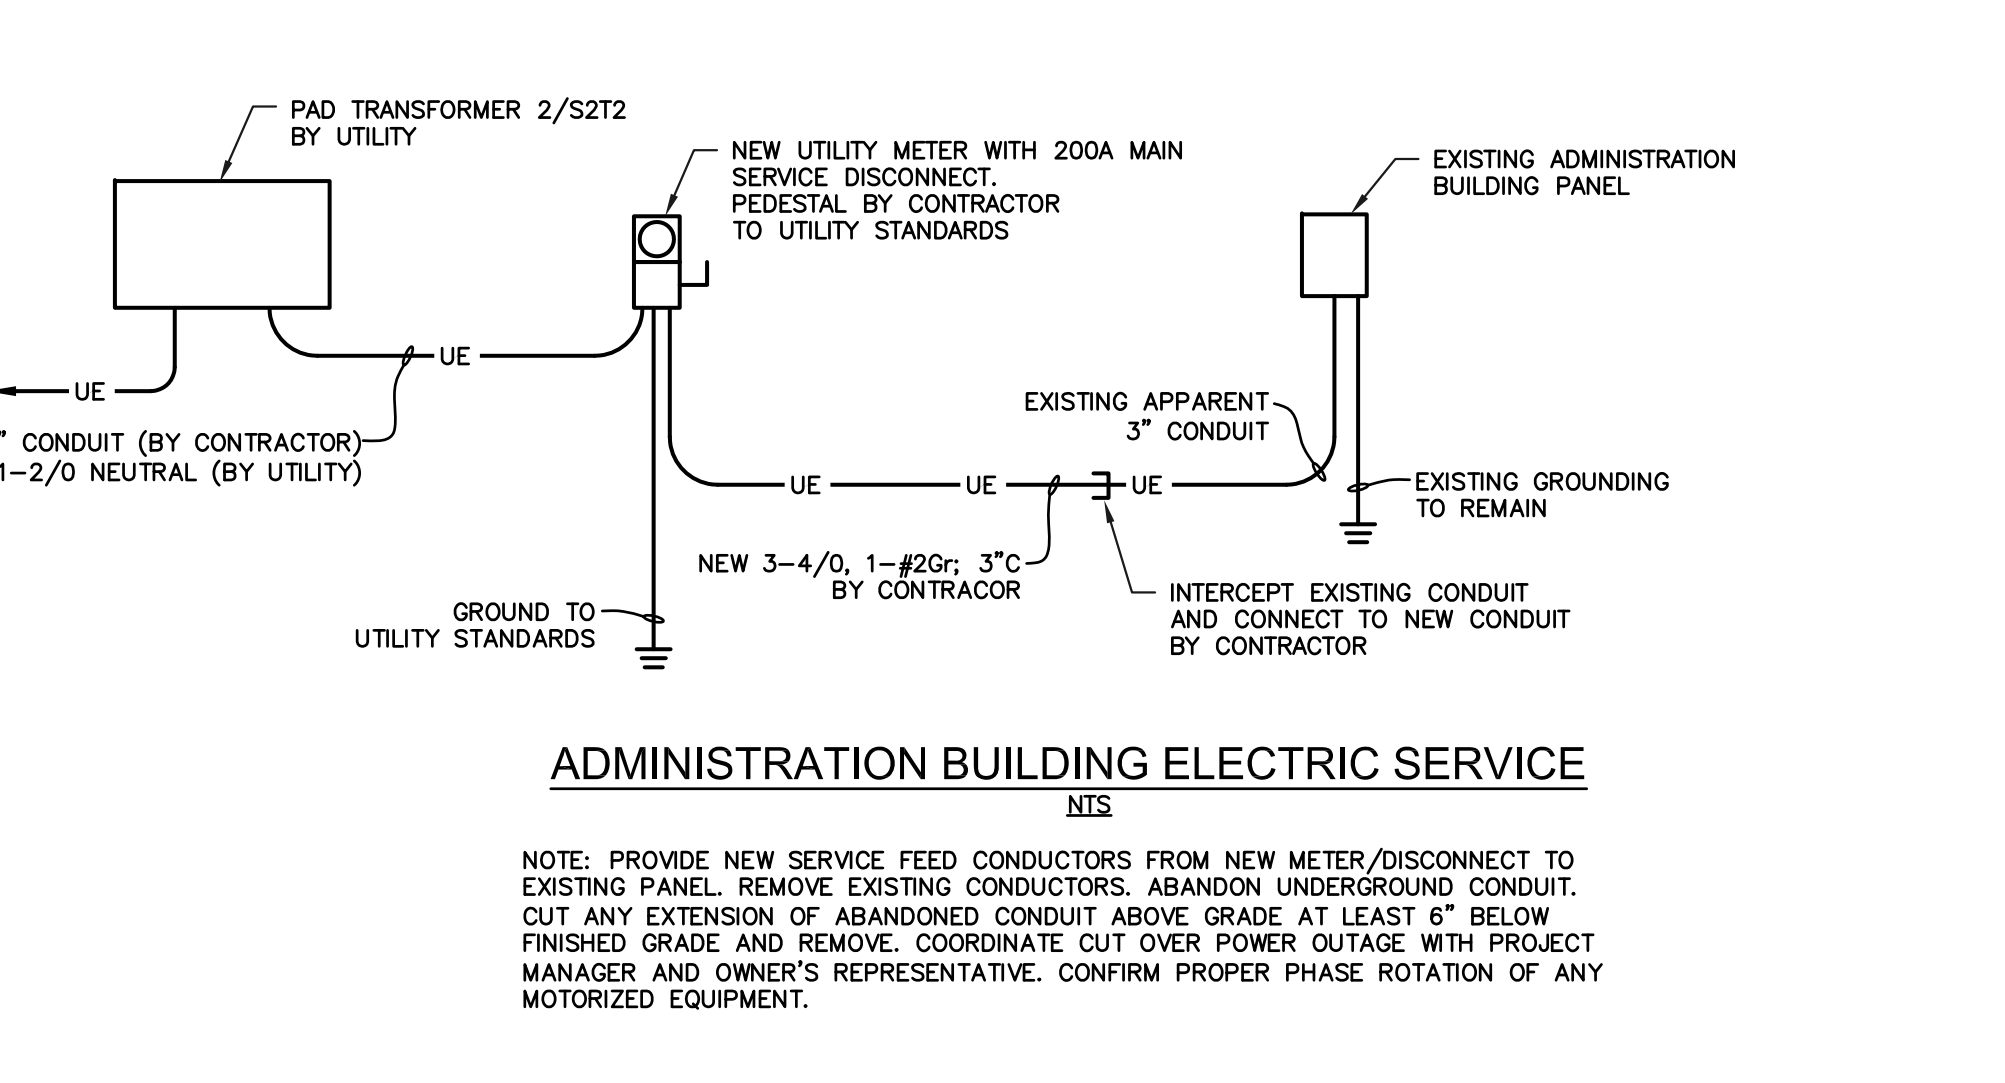 PAD TRANSFORMER 2/S2T2
BY UTILITY
NEW UTILITY METER WITH 200A MAIN
SERVICE DISCONNECT.
PEDESTAL BY CONTRACTOR
TO UTILITY STANDARDS
EXISTING ADMINISTRATION
BUILDING PANEL
UE
UE
" CONDUIT (BY CONTRACTOR)
1-2/0 NEUTRAL (BY UTILITY)
EXISTING APPARENT
3" CONDUIT
UE
UE
UE
EXISTING GROUNDING
TO REMAIN
NEW 3-4/0, 1-#2Gr; 3"C
BY CONTRACOR
INTERCEPT EXISTING CONDUIT
AND CONNECT TO NEW CONDUIT
BY CONTRACTOR
GROUND TO
UTILITY STANDARDS
ADMINISTRATION BUILDING ELECTRIC SERVICE
NTS
NOTE: PROVIDE NEW SERVICE FEED CONDUCTORS FROM NEW METER/DISCONNECT TO
EXISTING PANEL. REMOVE EXISTING CONDUCTORS. ABANDON UNDERGROUND CONDUIT.
CUT ANY EXTENSION OF ABANDONED CONDUIT ABOVE GRADE AT LEAST 6" BELOW
FINISHED GRADE AND REMOVE. COORDINATE CUT OVER POWER OUTAGE WITH PROJECT
MANAGER AND OWNER'S REPRESENTATIVE. CONFIRM PROPER PHASE ROTATION OF ANY
MOTORIZED EQUIPMENT.